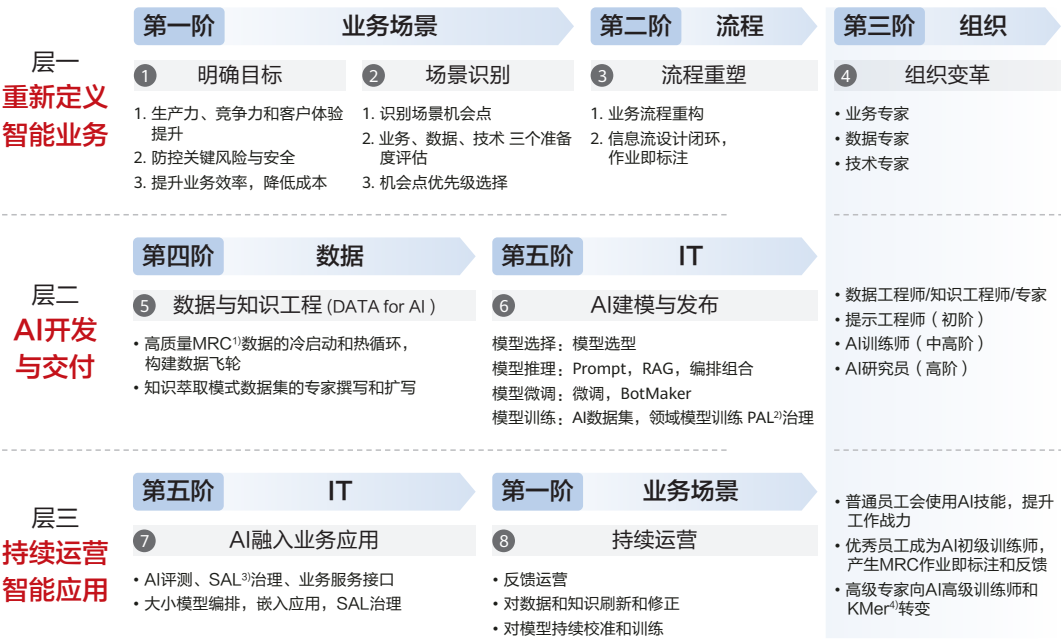 第一阶 业务场景 第二阶 流程 第三阶 组织
层一
重新定义
智能业务
1 明确目标
1. 生产力、竞争力和客户体验
提升
2. 防控关键风险与安全
3. 提升业务效率，降低成本
2 场景识别
1. 识别场景机会点
2. 业务、数据、技术 三个准备
度评估
3. 机会点优先级选择
3 流程重塑
1. 业务流程重构
2. 信息流设计闭环，
作业即标注
4 组织变革
• 业务专家
• 数据专家
• 技术专家
第四阶 数据 第五阶 IT
层二
AI开发
与交付
5 数据与知识工程 (DATA for AI )
• 高质量MRC1)数据的冷启动和热循环，
构建数据飞轮
• 知识萃取模式数据集的专家撰写和扩写
6 AI建模与发布
模型选择：模型选型
模型推理：Prompt，RAG，编排组合
模型微调：微调，BotMaker
模型训练：AI数据集，领域模型训练 PAL2)治理
• 数据工程师/知识工程师/专家
• 提示工程师（初阶）
• AI训练师（中高阶）
• AI研究员（高阶）
第五阶 IT 第一阶 业务场景
层三
持续运营
智能应用
7 AI融入业务应用
• AI评测、SAL3)治理、业务服务接口
• 大小模型编排，嵌入应用，SAL治理
8 持续运营
• 反馈运营
• 对数据和知识刷新和修正
• 对模型持续校准和训练
• 普通员工会使用AI技能，提升
工作战力
• 优秀员工成为AI初级训练师，
产生MRC作业即标注和反馈
• 高级专家向AI高级训练师和
KMer4)转变